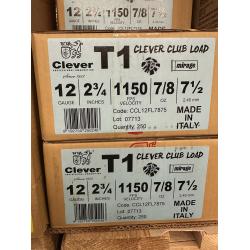 12 2¾ 1150 7/8 7½
Clever T1 CLEVER CLUB LOAD
mirage
12 2¾ 1150 7/8 7½
GAUGE INCHES FPS VELOCITY OZ 2.40 mm
Code: CCL12FL7875
Lot: 07713
Quantity: 250
MADE IN ITALY
Clever T1 CLEVER CLUB LOAD
mirage
12 2¾ 1150 7/8 7½
GAUGE INCHES FPS VELOCITY OZ 2.40 mm
Code: CCL12FL7875
Lot: 07713
Quantity: 250
MADE IN ITALY